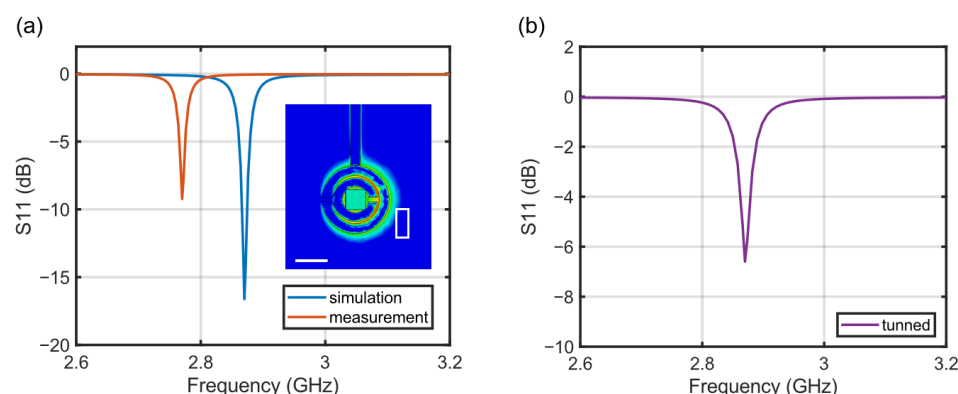 (a)
0
−5
−10
−15
−20
S11 (dB)
2.6
2.8
3
3.2
Frequency (GHz)
simulation
measurement
(b)
2
0
−2
−4
−6
−8
−10
S11 (dB)
2.6
2.8
3
3.2
Frequency (GHz)
tunned